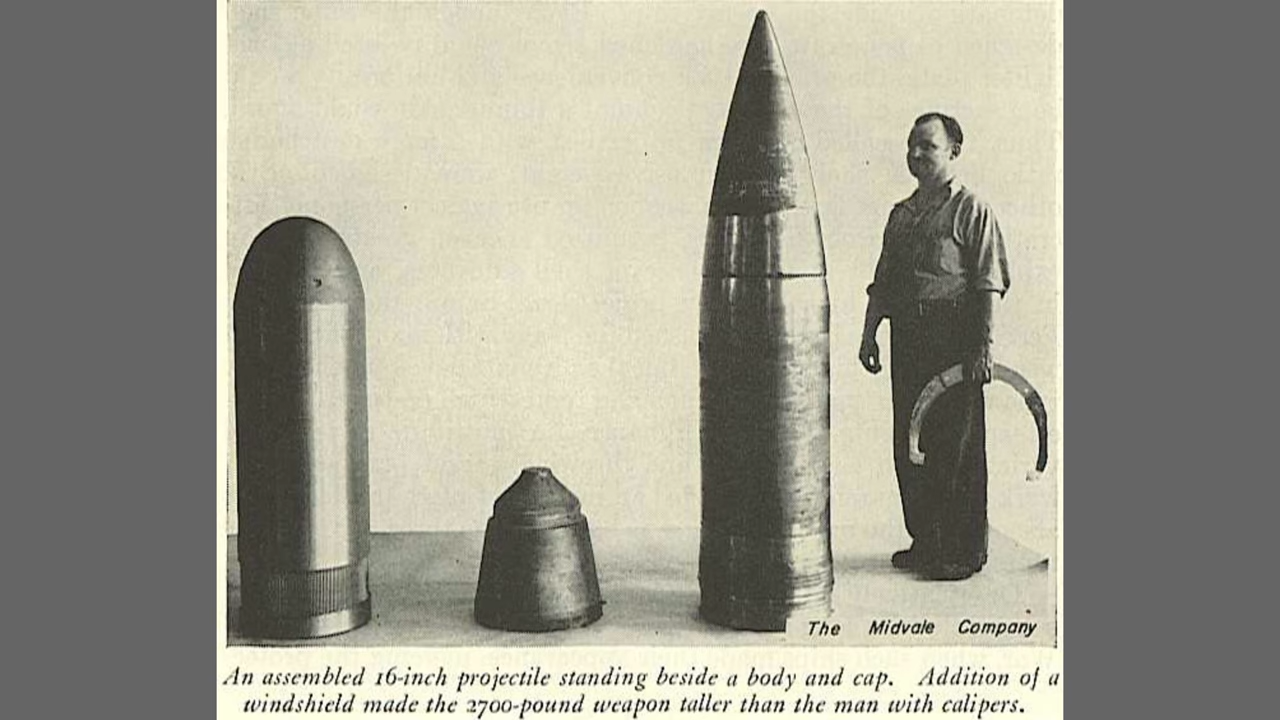 The Midvale Company
An assembled 16-inch projectile standing beside a body and cap. Addition of a
windshield made the 2700-pound weapon taller than the man with calipers.